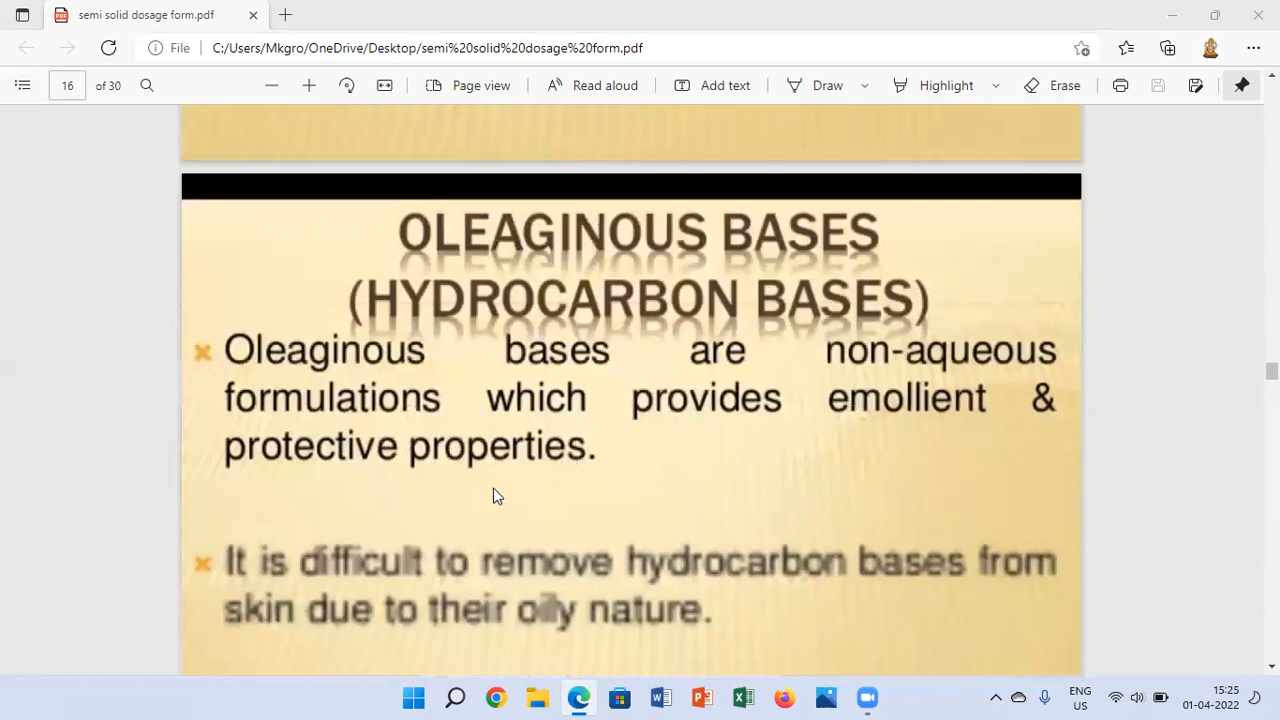 semi solid dosage form.pdf
File C:/Users/Mkgro/OneDrive/Desktop/semi%20solid%20dosage%20form.pdf
16 of 30 Page view Read aloud Add text Draw Highlight Erase
OLEAGINOUS BASES
(HYDROCARBON BASES)
Oleaginous bases are non-aqueous
formulations which provides emollient &
protective properties.
It is difficult to remove hydrocarbon bases from
skin due to their oily nature.
ENG 15:25
US 01-04-2022